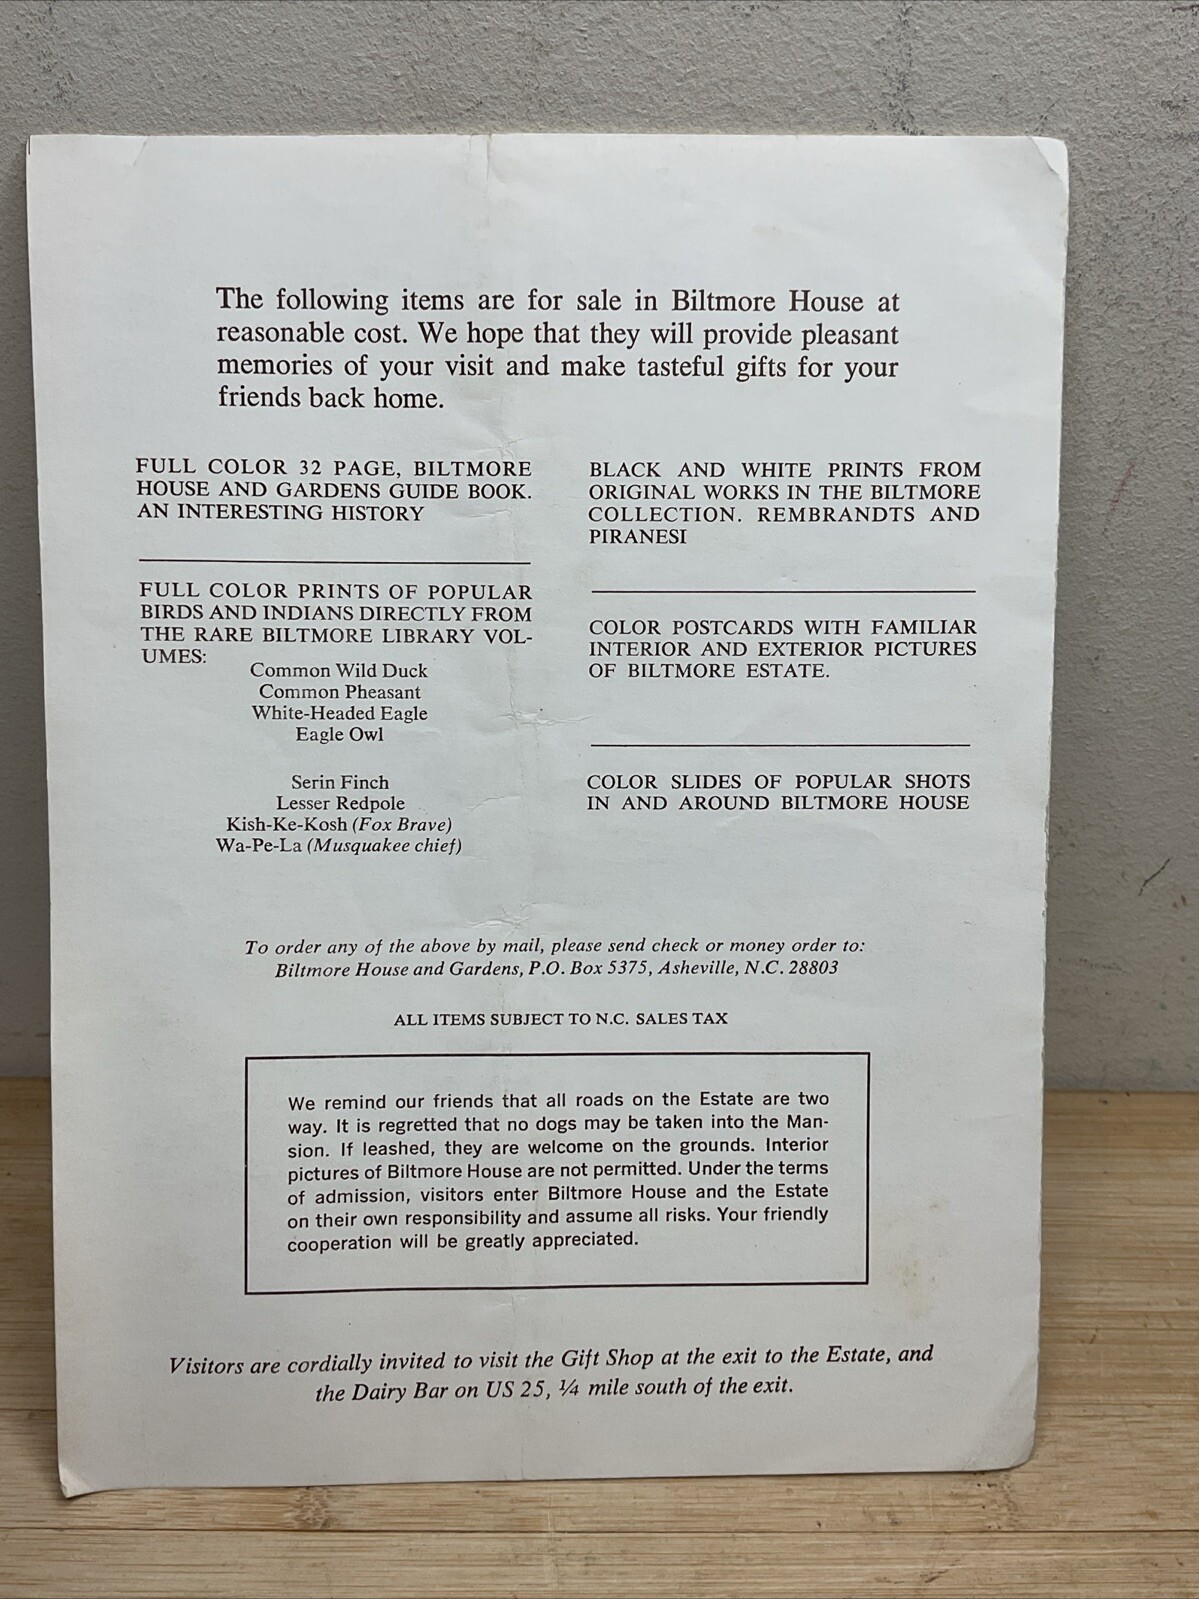 The following items are for sale in Biltmore House at
reasonable cost. We hope that they will provide pleasant
memories of your visit and make tasteful gifts for your
friends back home.
FULL COLOR 32 PAGE, BILTMORE
HOUSE AND GARDENS GUIDE BOOK.
AN INTERESTING HISTORY
FULL COLOR PRINTS OF POPULAR
BIRDS AND INDIANS DIRECTLY FROM
THE RARE BILTMORE LIBRARY VOL-
UMES:
Common Wild Duck
Common Pheasant
White-Headed Eagle
Eagle Owl
Serin Finch
Lesser Redpole
Kish-Ke-Kosh (Fox Brave)
Wa-Pe-La (Musquakee chief)
BLACK AND WHITE PRINTS FROM
ORIGINAL WORKS IN THE BILTMORE
COLLECTION. REMBRANDTS AND
PIRANESI
COLOR POSTCARDS WITH FAMILIAR
INTERIOR AND EXTERIOR PICTURES
OF BILTMORE ESTATE.
COLOR SLIDES OF POPULAR SHOTS
IN AND AROUND BILTMORE HOUSE
To order any of the above by mail, please send check or money order to:
Biltmore House and Gardens, P.O. Box 5375, Asheville, N.C. 28803
ALL ITEMS SUBJECT TO N.C. SALES TAX
We remind our friends that all roads on the Estate are two
way. It is regretted that no dogs may be taken into the Man-
sion. If leashed, they are welcome on the grounds. Interior
pictures of Biltmore House are not permitted. Under the terms
of admission, visitors enter Biltmore House and the Estate
on their own responsibility and assume all risks. Your friendly
cooperation will be greatly appreciated.
Visitors are cordially invited to visit the Gift Shop at the exit to the Estate, and
the Dairy Bar on US 25, ¼ mile south of the exit.